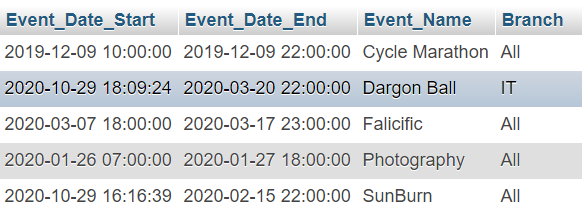 Event_Date_Start Event_Date_End Event_Name Branch
2019-12-09 10:00:00 2019-12-09 22:00:00 Cycle Marathon All
2020-10-29 18:09:24 2020-03-20 22:00:00 Dargon Ball IT
2020-03-07 18:00:00 2020-03-17 23:00:00 Falicific All
2020-01-26 07:00:00 2020-01-27 18:00:00 Photography All
2020-10-29 16:16:39 2020-02-15 22:00:00 SunBurn All